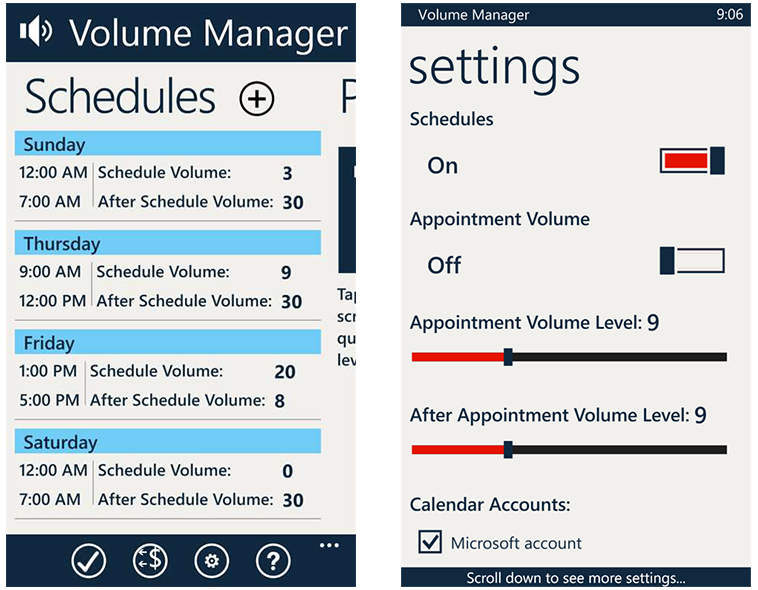 Volume Manager
Schedules
P
Sunday
12:00 AM Schedule Volume: 3
7:00 AM After Schedule Volume: 30
Thursday
9:00 AM Schedule Volume: 9
12:00 PM After Schedule Volume: 30
Friday
1:00 PM Schedule Volume: 20
5:00 PM After Schedule Volume: 8
Saturday
12:00 AM Schedule Volume: 0
7:00 AM After Schedule Volume: 30
Tap
scr
qu
lev
$
?
...
Volume Manager 9:06
settings
Schedules
On
Appointment Volume
Off
Appointment Volume Level: 9
After Appointment Volume Level: 9
Calendar Accounts:
Microsoft account
Scroll down to see more settings...